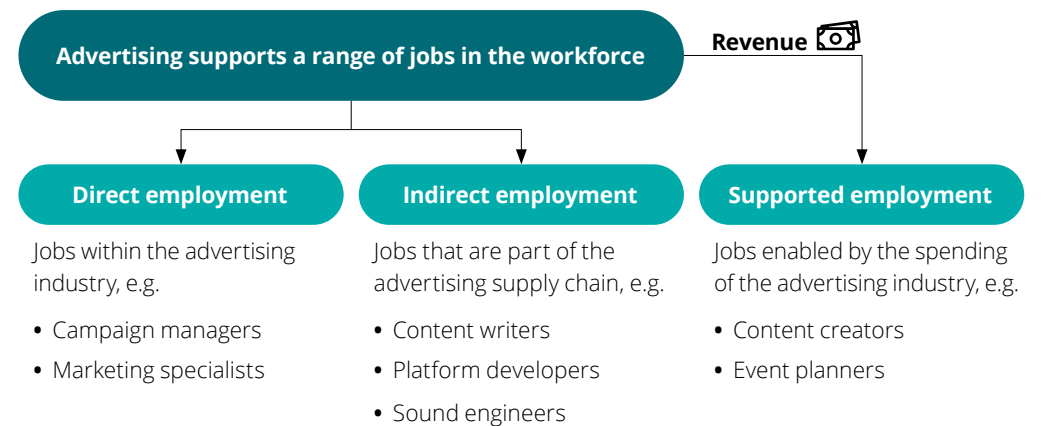 Advertising supports a range of jobs in the workforce
Revenue
Direct employment
Jobs within the advertising
industry, e.g.
• Campaign managers
• Marketing specialists
Indirect employment
Jobs that are part of the
advertising supply chain, e.g.
• Content writers
• Platform developers
• Sound engineers
Supported employment
Jobs enabled by the spending
of the advertising industry, e.g.
• Content creators
• Event planners